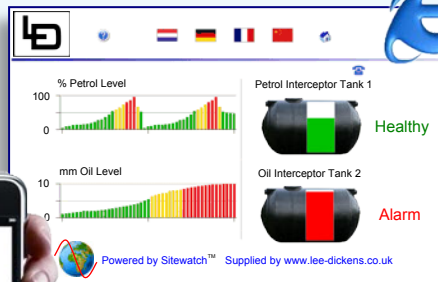 LD
% Petrol Level
100
0
Petrol Interceptor Tank 1
Healthy
mm Oil Level
10
0
Oil Interceptor Tank 2
Alarm
Powered by Sitewatch™ Supplied by www.lee-dickens.co.uk